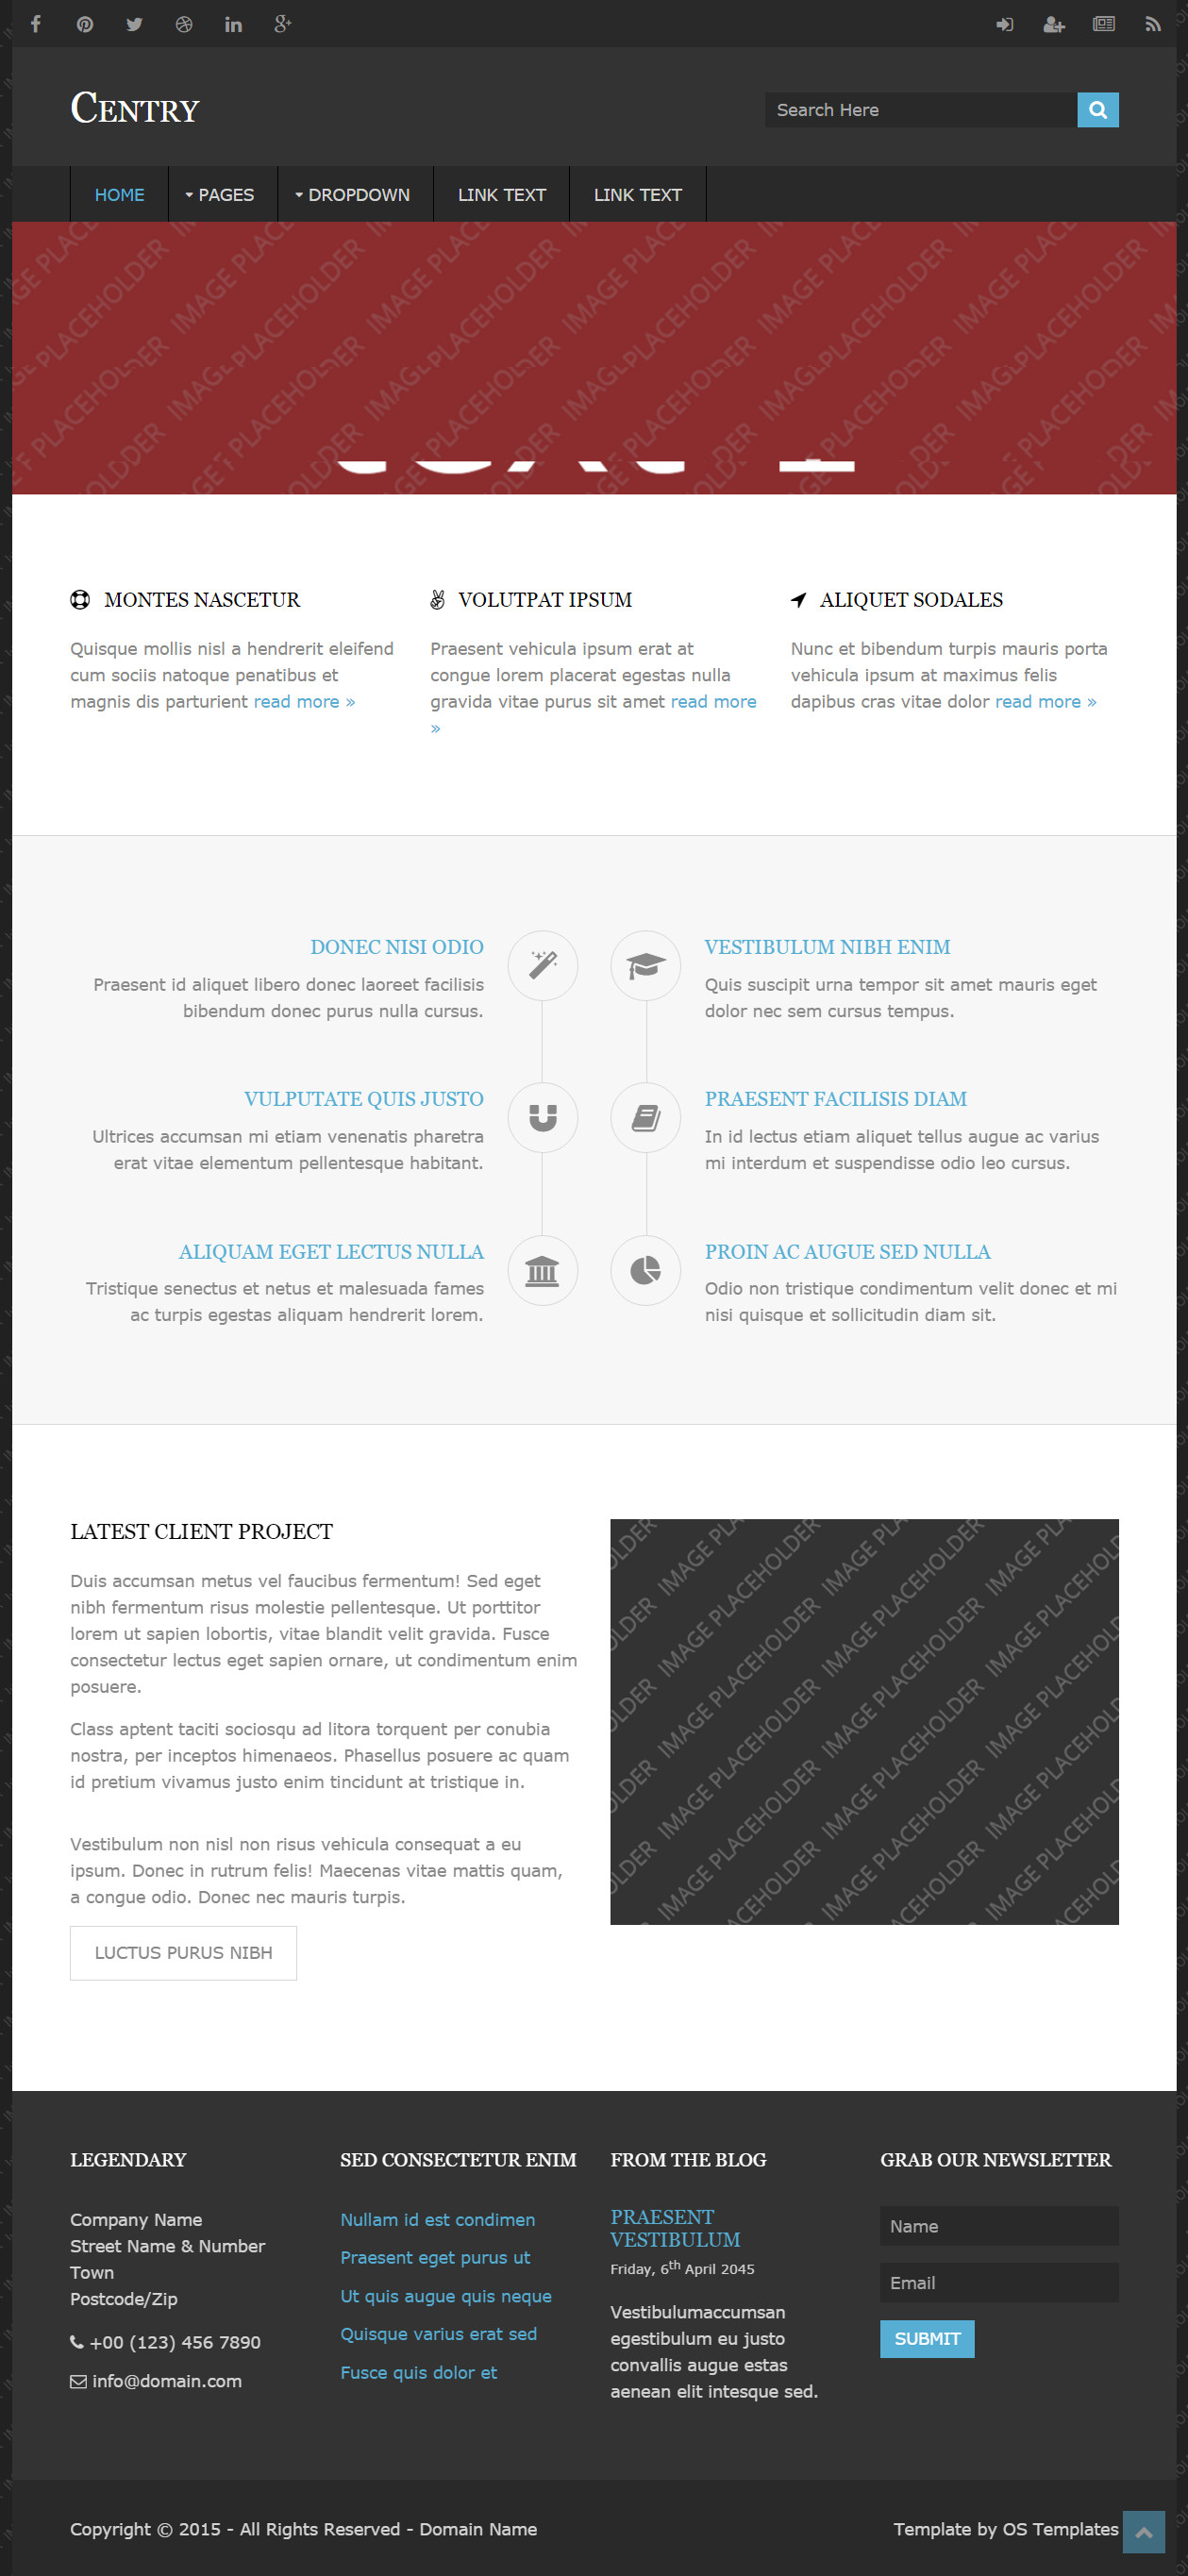 Centry
Search Here
HOME
PAGES
DROPDOWN
LINK TEXT
LINK TEXT
IMAGE PLACEHOLDER
MONTES NASCETUR
Quisque mollis nisl a hendrerit eleifend
cum sociis natoque penatibus et
magnis dis parturient read more »
VOLUTPAT IPSUM
Praesent vehicula ipsum erat at
congue lorem placerat egestas nulla
gravida vitae purus sit amet read more
»
ALIQUET SODALES
Nunc et bibendum turpis mauris porta
vehicula ipsum at maximus felis
dapibus cras vitae dolor read more »
DONEC NISI ODIO
Praesent id aliquet libero donec laoreet facilisis
bibendum donec purus nulla cursus.
VESTIBULUM NIBH ENIM
Quis suscipit urna tempor sit amet mauris eget
dolor nec sem cursus tempus.
VULPUTATE QUIS JUSTO
Ultrices accumsan mi etiam venenatis pharetra
erat vitae elementum pellentesque habitant.
PRAESENT FACILISIS DIAM
In id lectus etiam aliquet tellus augue ac varius
mi interdum et suspendisse odio leo cursus.
ALIQUAM EGET LECTUS NULLA
Tristique senectus et netus et malesuada fames
ac turpis egestas aliquam hendrerit lorem.
PROIN AC AUGUE SED NULLA
Odio non tristique condimentum velit donec et mi
nisi quisque et sollicitudin diam sit.
LATEST CLIENT PROJECT
Duis accumsan metus vel faucibus fermentum! Sed eget
nibh fermentum risus molestie pellentesque. Ut porttitor
lorem ut sapien lobortis, vitae blandit velit gravida. Fusce
consectetur lectus eget sapien ornare, ut condimentum enim
posuere.
Class aptent taciti sociosqu ad litora torquent per conubia
nostra, per inceptos himenaeos. Phasellus posuere ac quam
id pretium vivamus justo enim tincidunt at tristique in.
Vestibulum non nisl non risus vehicula consequat a eu
ipsum. Donec in rutrum felis! Maecenas vitae mattis quam,
a congue odio. Donec nec mauris turpis.
LUCTUS PURUS NIBH
IMAGE PLACEHOLDER
LEGENDARY
Company Name
Street Name & Number
Town
Postcode/Zip
+00 (123) 456 7890
info@domain.com
SED CONSECTETUR ENIM
Nullam id est condimen
Praesent eget purus ut
Ut quis augue quis neque
Quisque varius erat sed
Fusce quis dolor et
FROM THE BLOG
PRAESENT
VESTIBULUM
Friday, 6th April 2045
Vestibulumaccumsan
egestibulum eu justo
convallis augue estas
aenean elit intesque sed.
GRAB OUR NEWSLETTER
Name
Email
SUBMIT
Copyright © 2015 - All Rights Reserved - Domain Name
Template by OS Templates